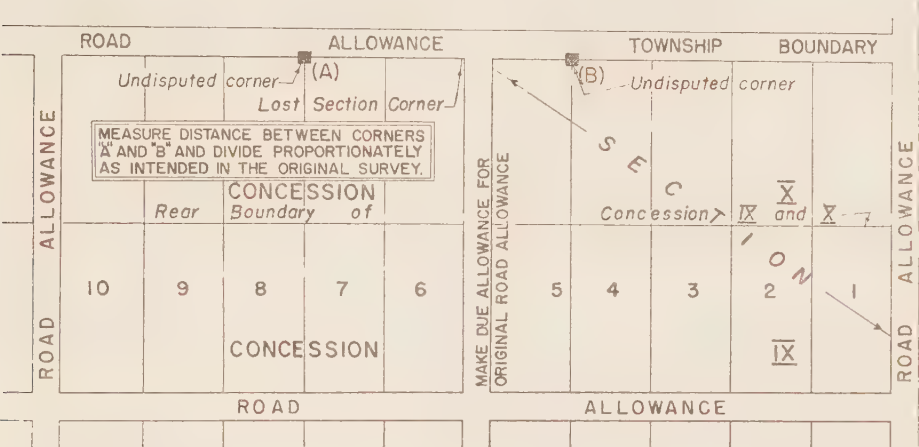 ROAD ALLOWANCE TOWNSHIP BOUNDARY
Undisputed corner (A)
Lost Section Corner
(B) Undisputed corner
MEASURE DISTANCE BETWEEN CORNERS
"A" AND "B" AND DIVIDE PROPORTIONATELY
AS INTENDED IN THE ORIGINAL SURVEY.
CONCESSION X
Rear Boundary of Concession IX and X
SECTION
ROAD ALLOWANCE
MAKE DUE ALLOWANCE FOR
ORIGINAL ROAD ALLOWANCE
ROAD ALLOWANCE
10 9 8 7 6 5 4 3 2 1
CONCESSION IX
ROAD ALLOWANCE